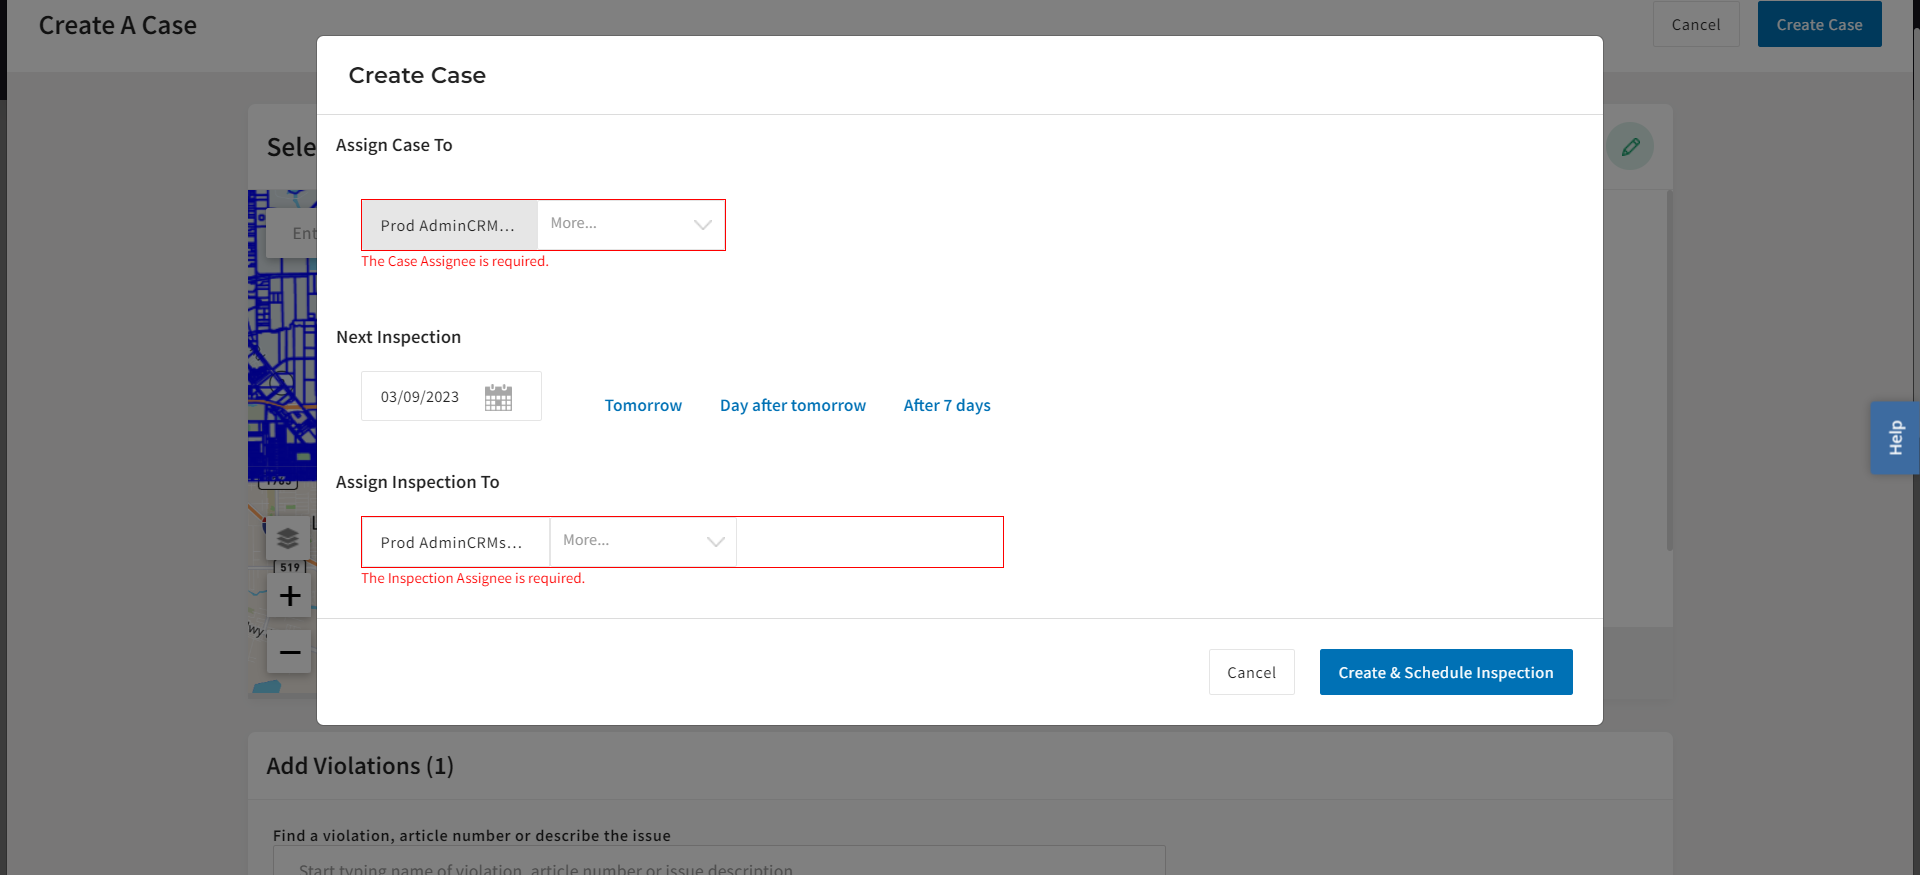 Create A Case
Cancel
Create Case
Create Case
Sele
Assign Case To
Prod AdminCRM...
More...
Ent
The Case Assignee is required.
Next Inspection
03/09/2023
Tomorrow
Day after tomorrow
After 7 days
Help
Assign Inspection To
Prod AdminCRMs...
More...
519
The Inspection Assignee is required.
Cancel
Create & Schedule Inspection
Add Violations (1)
Find a violation, article number or describe the issue
Start typing name of violation, article number or issue description